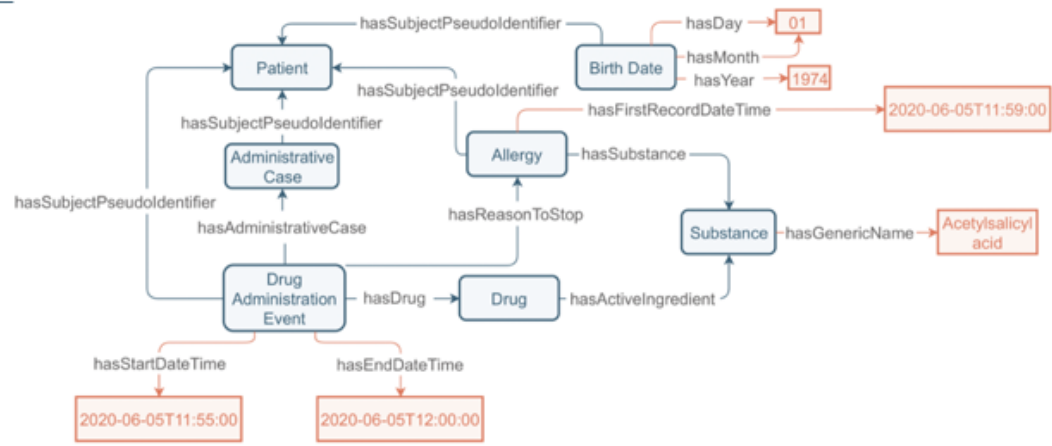 hasSubjectPseudoIdentifier
hasDay
01
Patient
Birth Date
hasMonth
hasYear
1974
hasSubjectPseudoIdentifier
hasFirstRecordDateTime
2020-06-05T11:59:00
hasSubjectPseudoIdentifier
Administrative
Case
Allergy
hasSubstance
hasSubjectPseudoIdentifier
hasReasonToStop
hasAdministrativeCase
Substance
hasGenericName
Acetylsalicyl
acid
Drug
Administration
Event
hasDrug
Drug
hasActiveIngredient
hasStartDateTime
hasEndDateTime
2020-06-05T11:55:00
2020-06-05T12:00:00